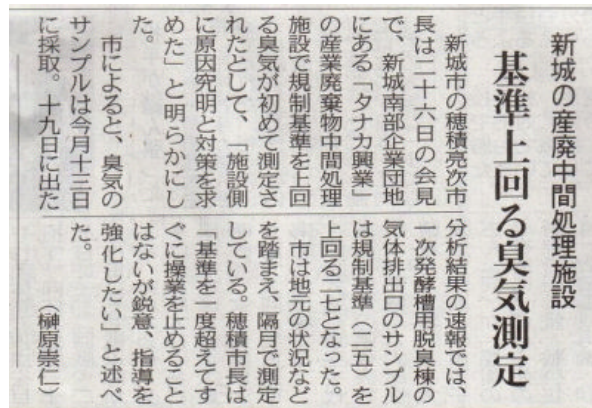 新城の産廃中間処理施設
基準上回る臭気測定
新城市の穂積亮次市
長は二十六日の会見
で、新城南部企業団地
にある「タナカ興業」
の産業廃棄物中間処理
施設で規制基準を上回
る臭気が初めて測定さ
れたとして、「施設側
に原因究明と対策を求
めた」と明らかにし
た。
市によると、臭気の
サンプルは今月十三日
に採取。十九日に出た
分析結果の速報では、
一次発酵槽用脱臭棟の
気体排出口のサンプル
は規制基準（二五）を
上回る二七となった。
市は地元の状況など
を踏まえ、隔月で測定
している。穂積市長は
「基準を一度超えてす
ぐに操業を止めること
はないが鋭意、指導を
強化したい」と述べ
た。
（榊原崇仁）